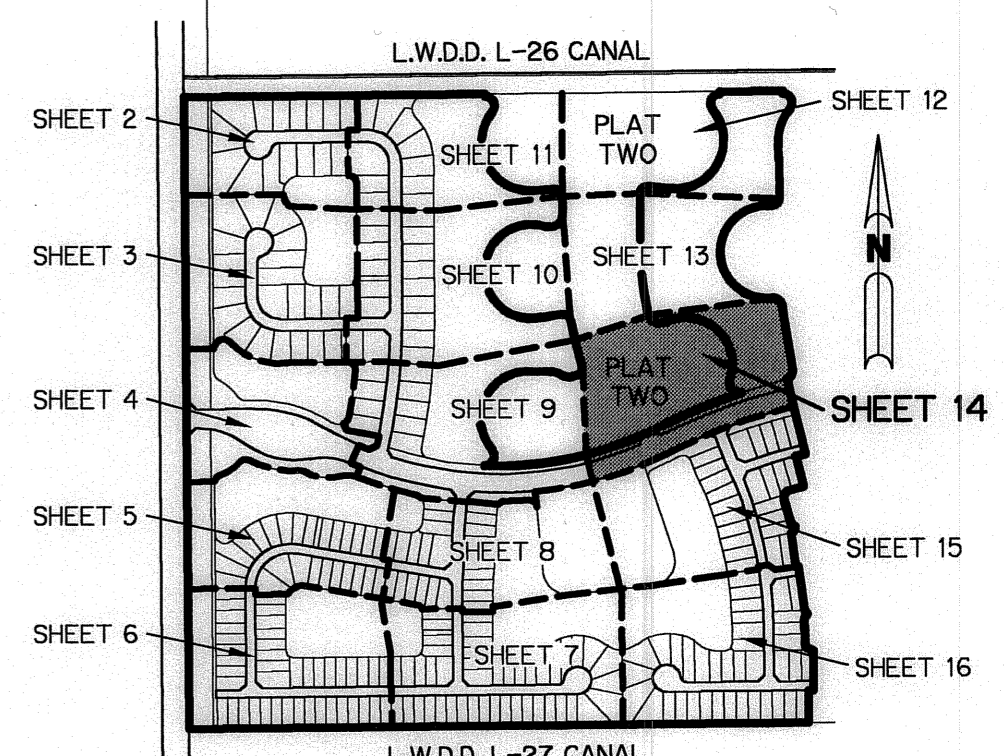 L.W.D.D. L-26 CANAL
SHEET 2
SHEET 12
PLAT
TWO
SHEET 11
SHEET 3
SHEET 13
N
SHEET 10
PLAT
TWO
SHEET 4
SHEET 9
SHEET 14
SHEET 5
SHEET 8
SHEET 15
SHEET 6
SHEET 7
SHEET 16
L.W.D.D. L-27 CANAL